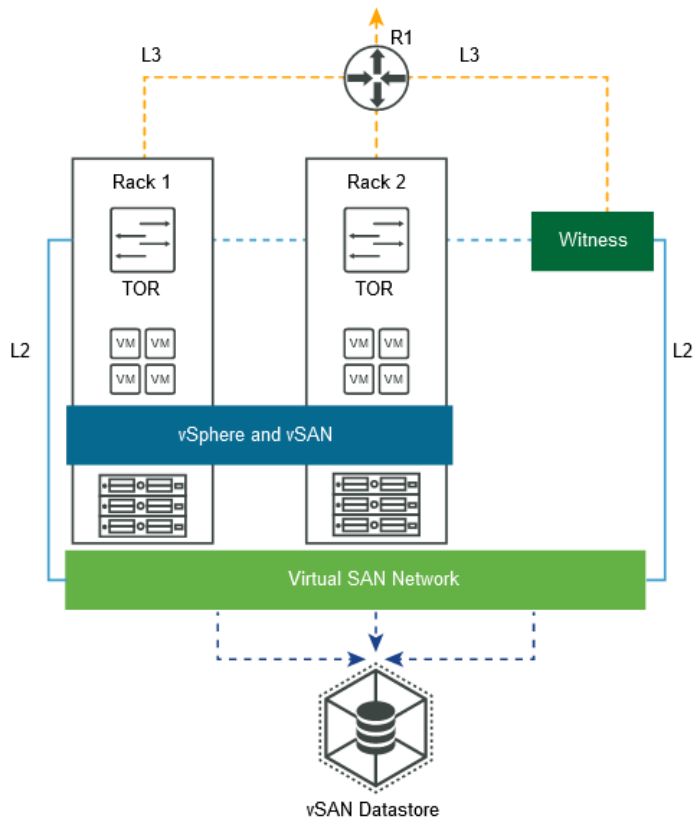 R1
L3
L3
Rack 1
Rack 2
Witness
TOR
TOR
L2
L2
VM VM
VM VM
VM VM
VM VM
vSphere and vSAN
Virtual SAN Network
vSAN Datastore